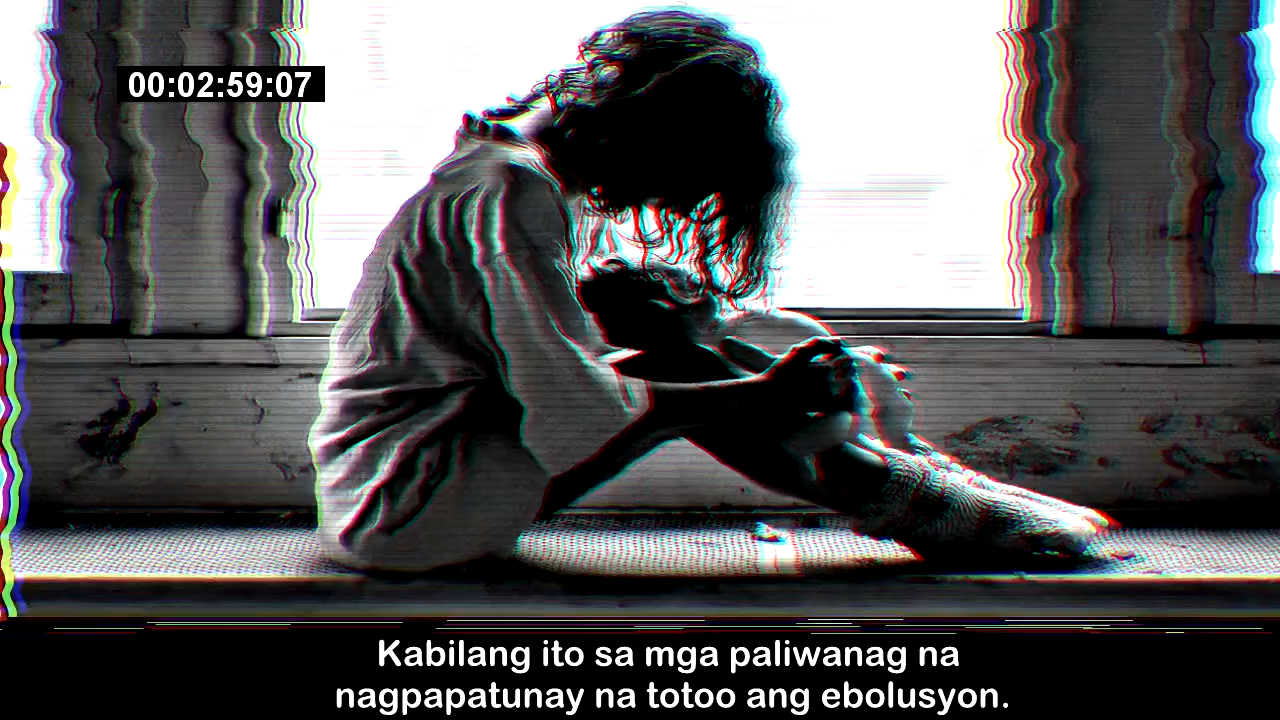 00:02:59:07
Kabilang ito sa mga paliwanag na
nagpapatunay na totoo ang ebolusyon.